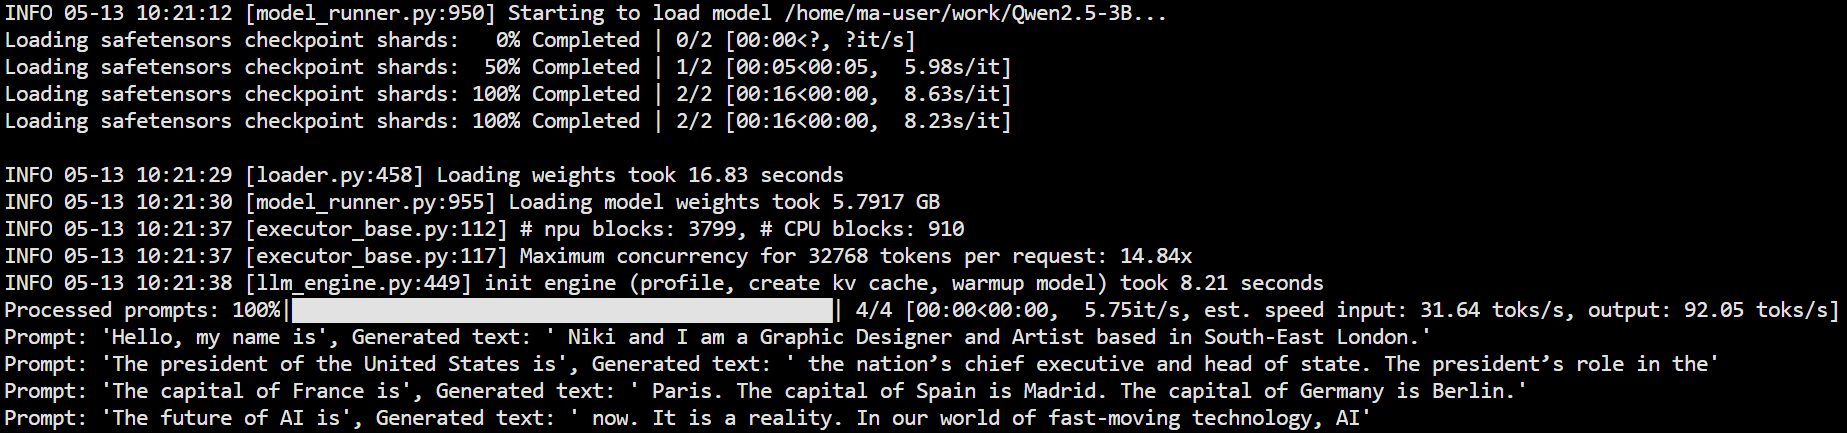 INFO 05-13 10:21:12 [model_runner.py:950] Starting to load model /home/ma-user/work/Qwen2.5-3B...
Loading safetensors checkpoint shards:   0% Completed | 0/2 [00:00<?, ?it/s]
Loading safetensors checkpoint shards:  50% Completed | 1/2 [00:05<00:05,  5.98s/it]
Loading safetensors checkpoint shards: 100% Completed | 2/2 [00:16<00:00,  8.63s/it]
Loading safetensors checkpoint shards: 100% Completed | 2/2 [00:16<00:00,  8.23s/it]

INFO 05-13 10:21:29 [loader.py:458] Loading weights took 16.83 seconds
INFO 05-13 10:21:30 [model_runner.py:955] Loading model weights took 5.7917 GB
INFO 05-13 10:21:37 [executor_base.py:112] # npu blocks: 3799, # CPU blocks: 910
INFO 05-13 10:21:37 [executor_base.py:117] Maximum concurrency for 32768 tokens per request: 14.84x
INFO 05-13 10:21:38 [llm_engine.py:449] init engine (profile, create kv cache, warmup model) took 8.21 seconds
Processed prompts: 100%|█████████████████████████████████████████████| 4/4 [00:00<00:00,  5.75it/s, est. speed input: 31.64 toks/s, output: 92.05 toks/s]
Prompt: 'Hello, my name is', Generated text: ' Niki and I am a Graphic Designer and Artist based in South-East London.'
Prompt: 'The president of the United States is', Generated text: ' the nation’s chief executive and head of state. The president’s role in the'
Prompt: 'The capital of France is', Generated text: ' Paris. The capital of Spain is Madrid. The capital of Germany is Berlin.'
Prompt: 'The future of AI is', Generated text: ' now. It is a reality. In our world of fast-moving technology, AI'